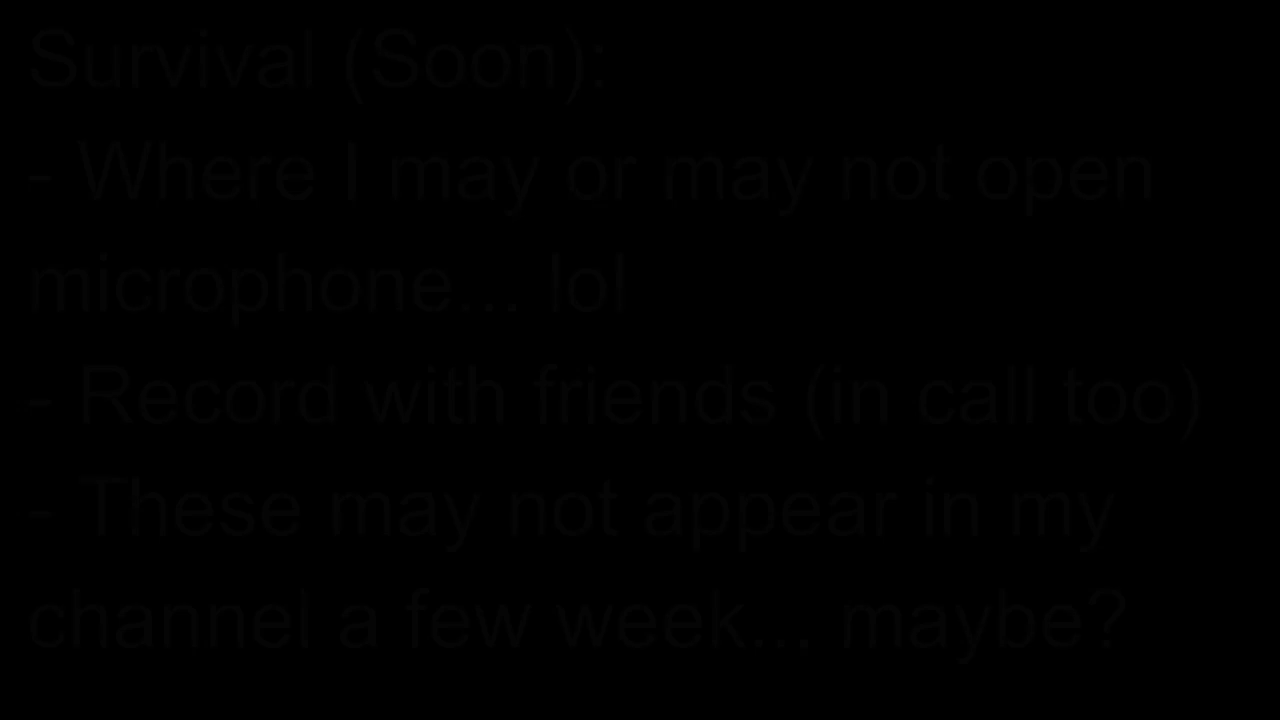 Survival (Soon):
- Where I may or may not open
microphone... lol
- Record with friends (in call too)
- These may not appear in my
channel a few week... maybe?